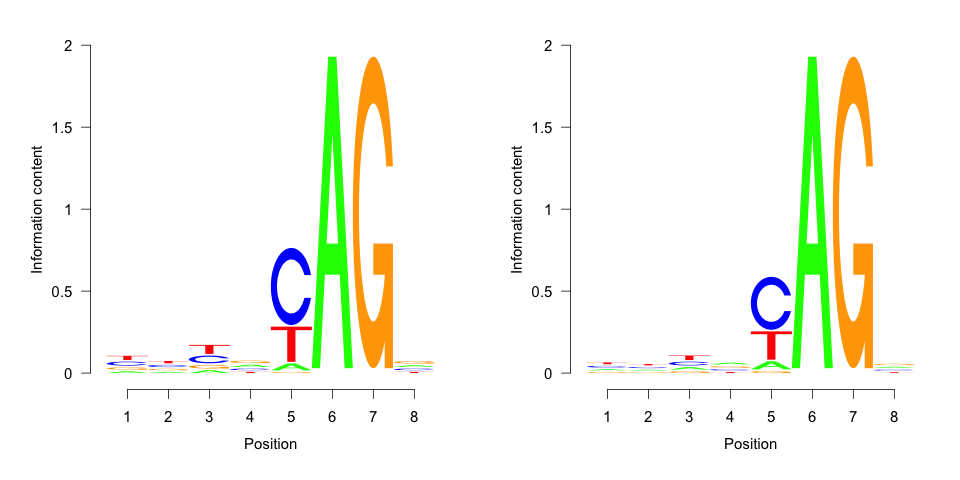 Information content
2
1.5
1
0.5
0
C
T
A
G
1 2 3 4 5 6 7 8
Position
Information content
2
1.5
1
0.5
0
C
T
A
G
1 2 3 4 5 6 7 8
Position